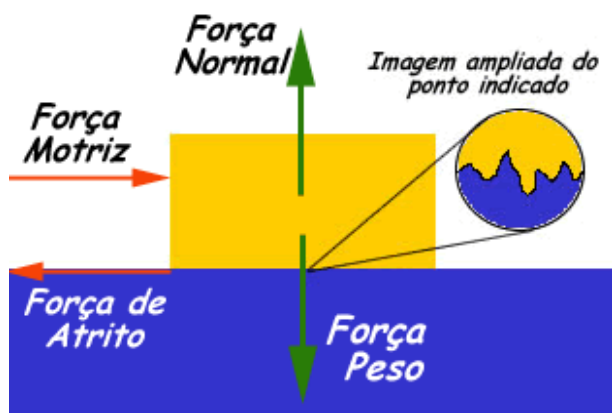 Força
Normal
Imagem ampliada do
ponto indicado
Força
Motriz
Força de
Atrito
Força
Peso